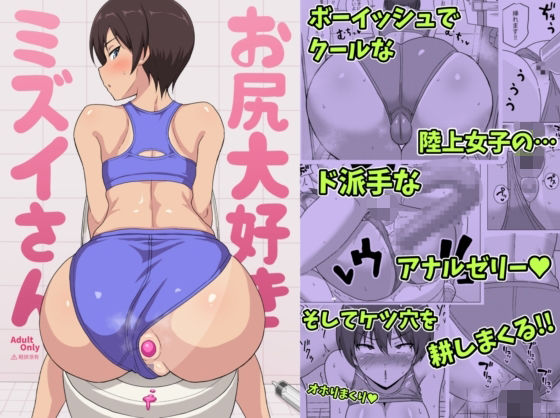 お尻大好き
ミズイさん
Adult Only
ボーイッシュで
クールな
陸上女子の…
ド派手な
アナルゼリー♥
そしてケツ穴を
耕しまくる!!
オホりまくり♥